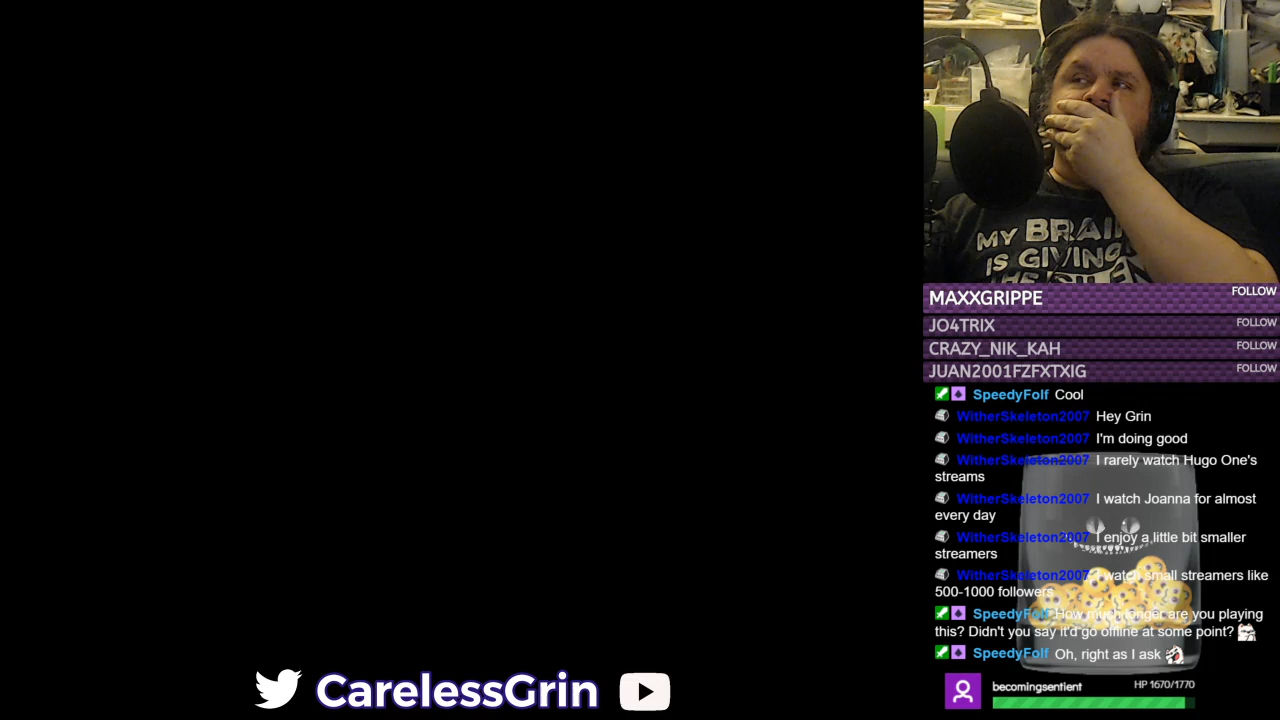 MY BRAIN
IS GIVING
MAXXGRIPPE FOLLOW
JO4TRIX FOLLOW
CRAZY_NIK_KAH FOLLOW
JUAN2001FZFXTXIG FOLLOW
SpeedyFolf Cool
WitherSkeleton2007 Hey Grin
WitherSkeleton2007 I'm doing good
WitherSkeleton2007 I rarely watch Hugo One's
streams
WitherSkeleton2007 I watch Joanna for almost
every day
WitherSkeleton2007 I enjoy a little bit smaller
streamers
WitherSkeleton2007 I watch small streamers like
500-1000 followers
SpeedyFolf How much longer are you playing
this? Didn't you say it'd go offline at some point?
SpeedyFolf Oh, right as I ask
becomingsentient HP 1670/1770
CarelessGrin